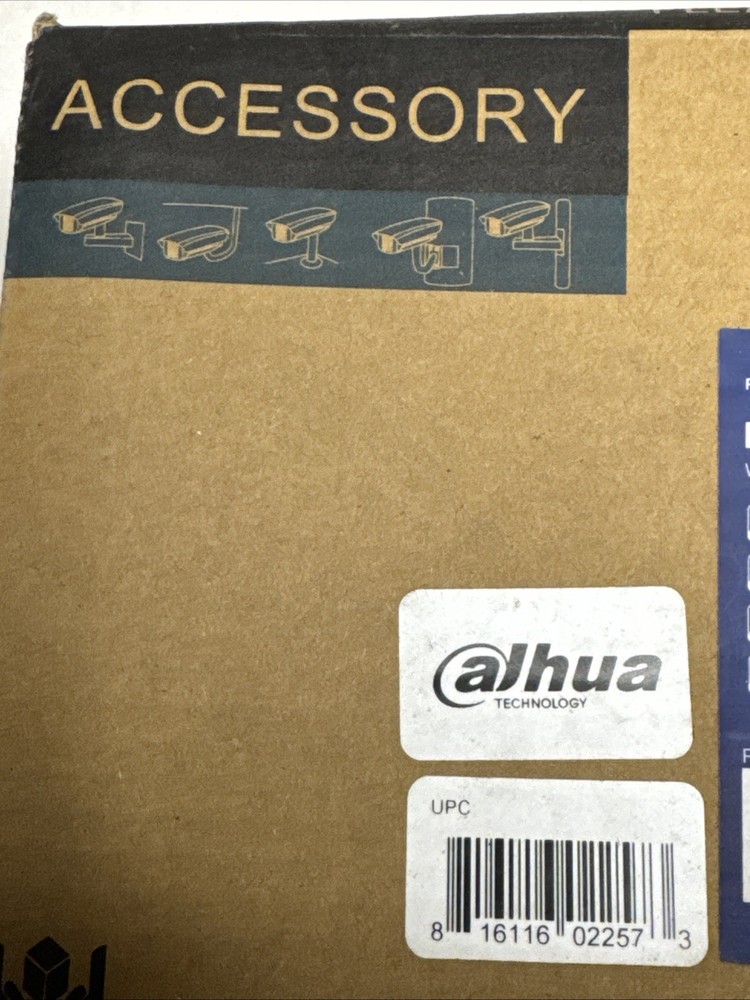 ACCESSORY
alhua
TECHNOLOGY
UPC
8 16116 02257 3